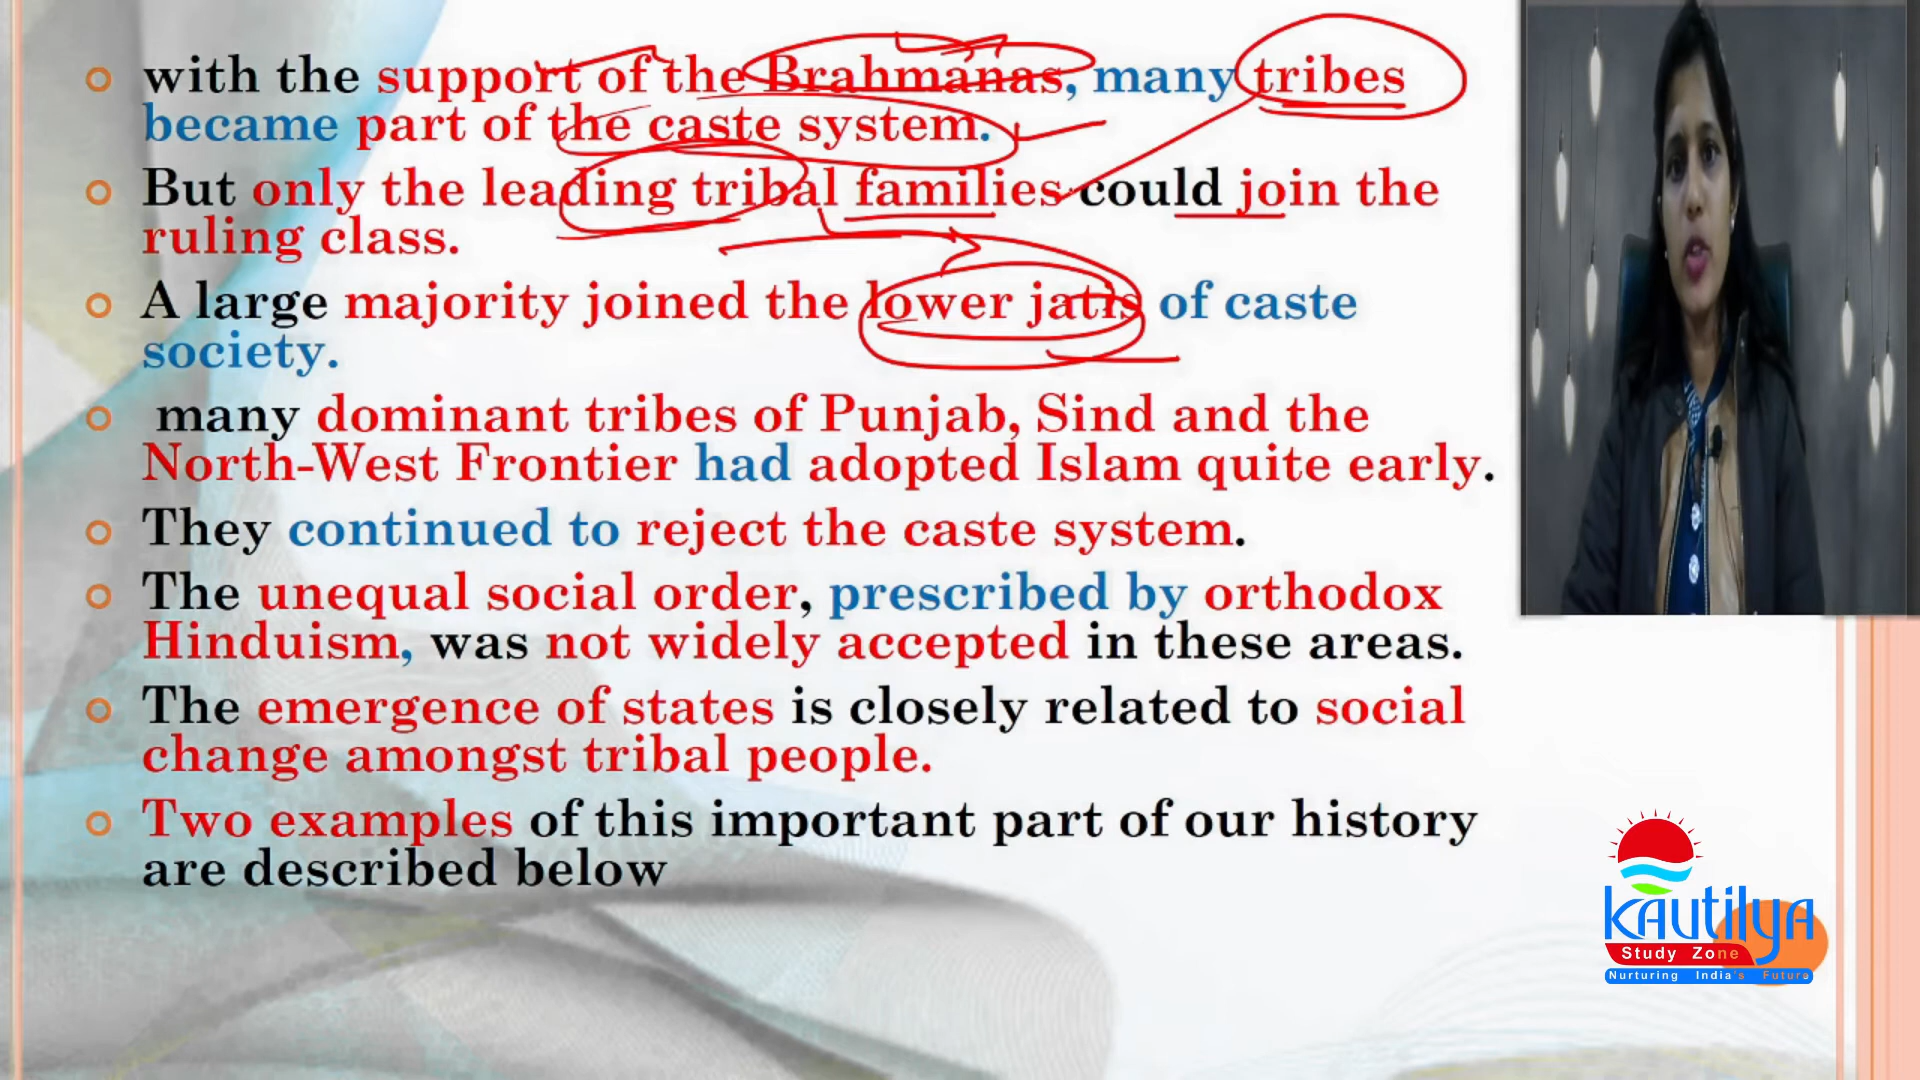 with the support of the Brahmanas, many tribes
became part of the caste system.
But only the leading tribal families could join the
ruling class.
A large majority joined the lower jatis of caste
society.
many dominant tribes of Punjab, Sind and the
North-West Frontier had adopted Islam quite early.
They continued to reject the caste system.
The unequal social order, prescribed by orthodox
Hinduism, was not widely accepted in these areas.
The emergence of states is closely related to social
change amongst tribal people.
Two examples of this important part of our history
are described below
Kautilya
Study Zone
Nurturing India's Future